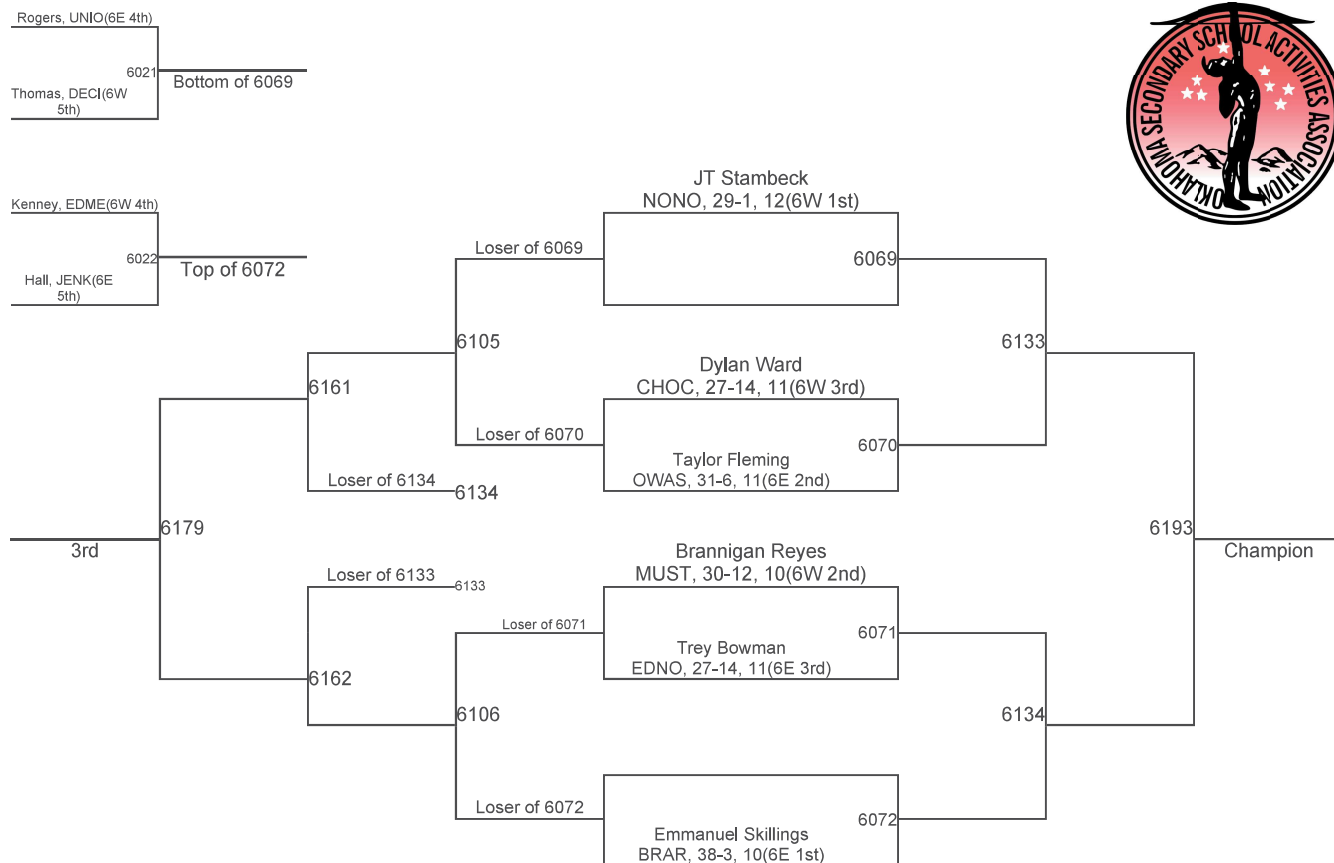 Rogers, UNIO(6E 4th)
6021
Bottom of 6069
Thomas, DECI(6W
5th)
Kenney, EDME(6W 4th)
6022
Top of 6072
Hall, JENK(6E
5th)
OKLAHOMA SECONDARY SCHOOL ACTIVITIES ASSOCIATION
JT Stambeck
NONO, 29-1, 12(6W 1st)
Loser of 6069
6069
6105
6133
Dylan Ward
CHOC, 27-14, 11(6W 3rd)
6161
Loser of 6070
6070
Taylor Fleming
OWAS, 31-6, 11(6E 2nd)
Loser of 6134
6134
6179
6193
3rd
Champion
Brannigan Reyes
MUST, 30-12, 10(6W 2nd)
Loser of 6133
6133
Loser of 6071
6071
Trey Bowman
EDNO, 27-14, 11(6E 3rd)
6162
6106
6134
Loser of 6072
6072
Emmanuel Skillings
BRAR, 38-3, 10(6E 1st)